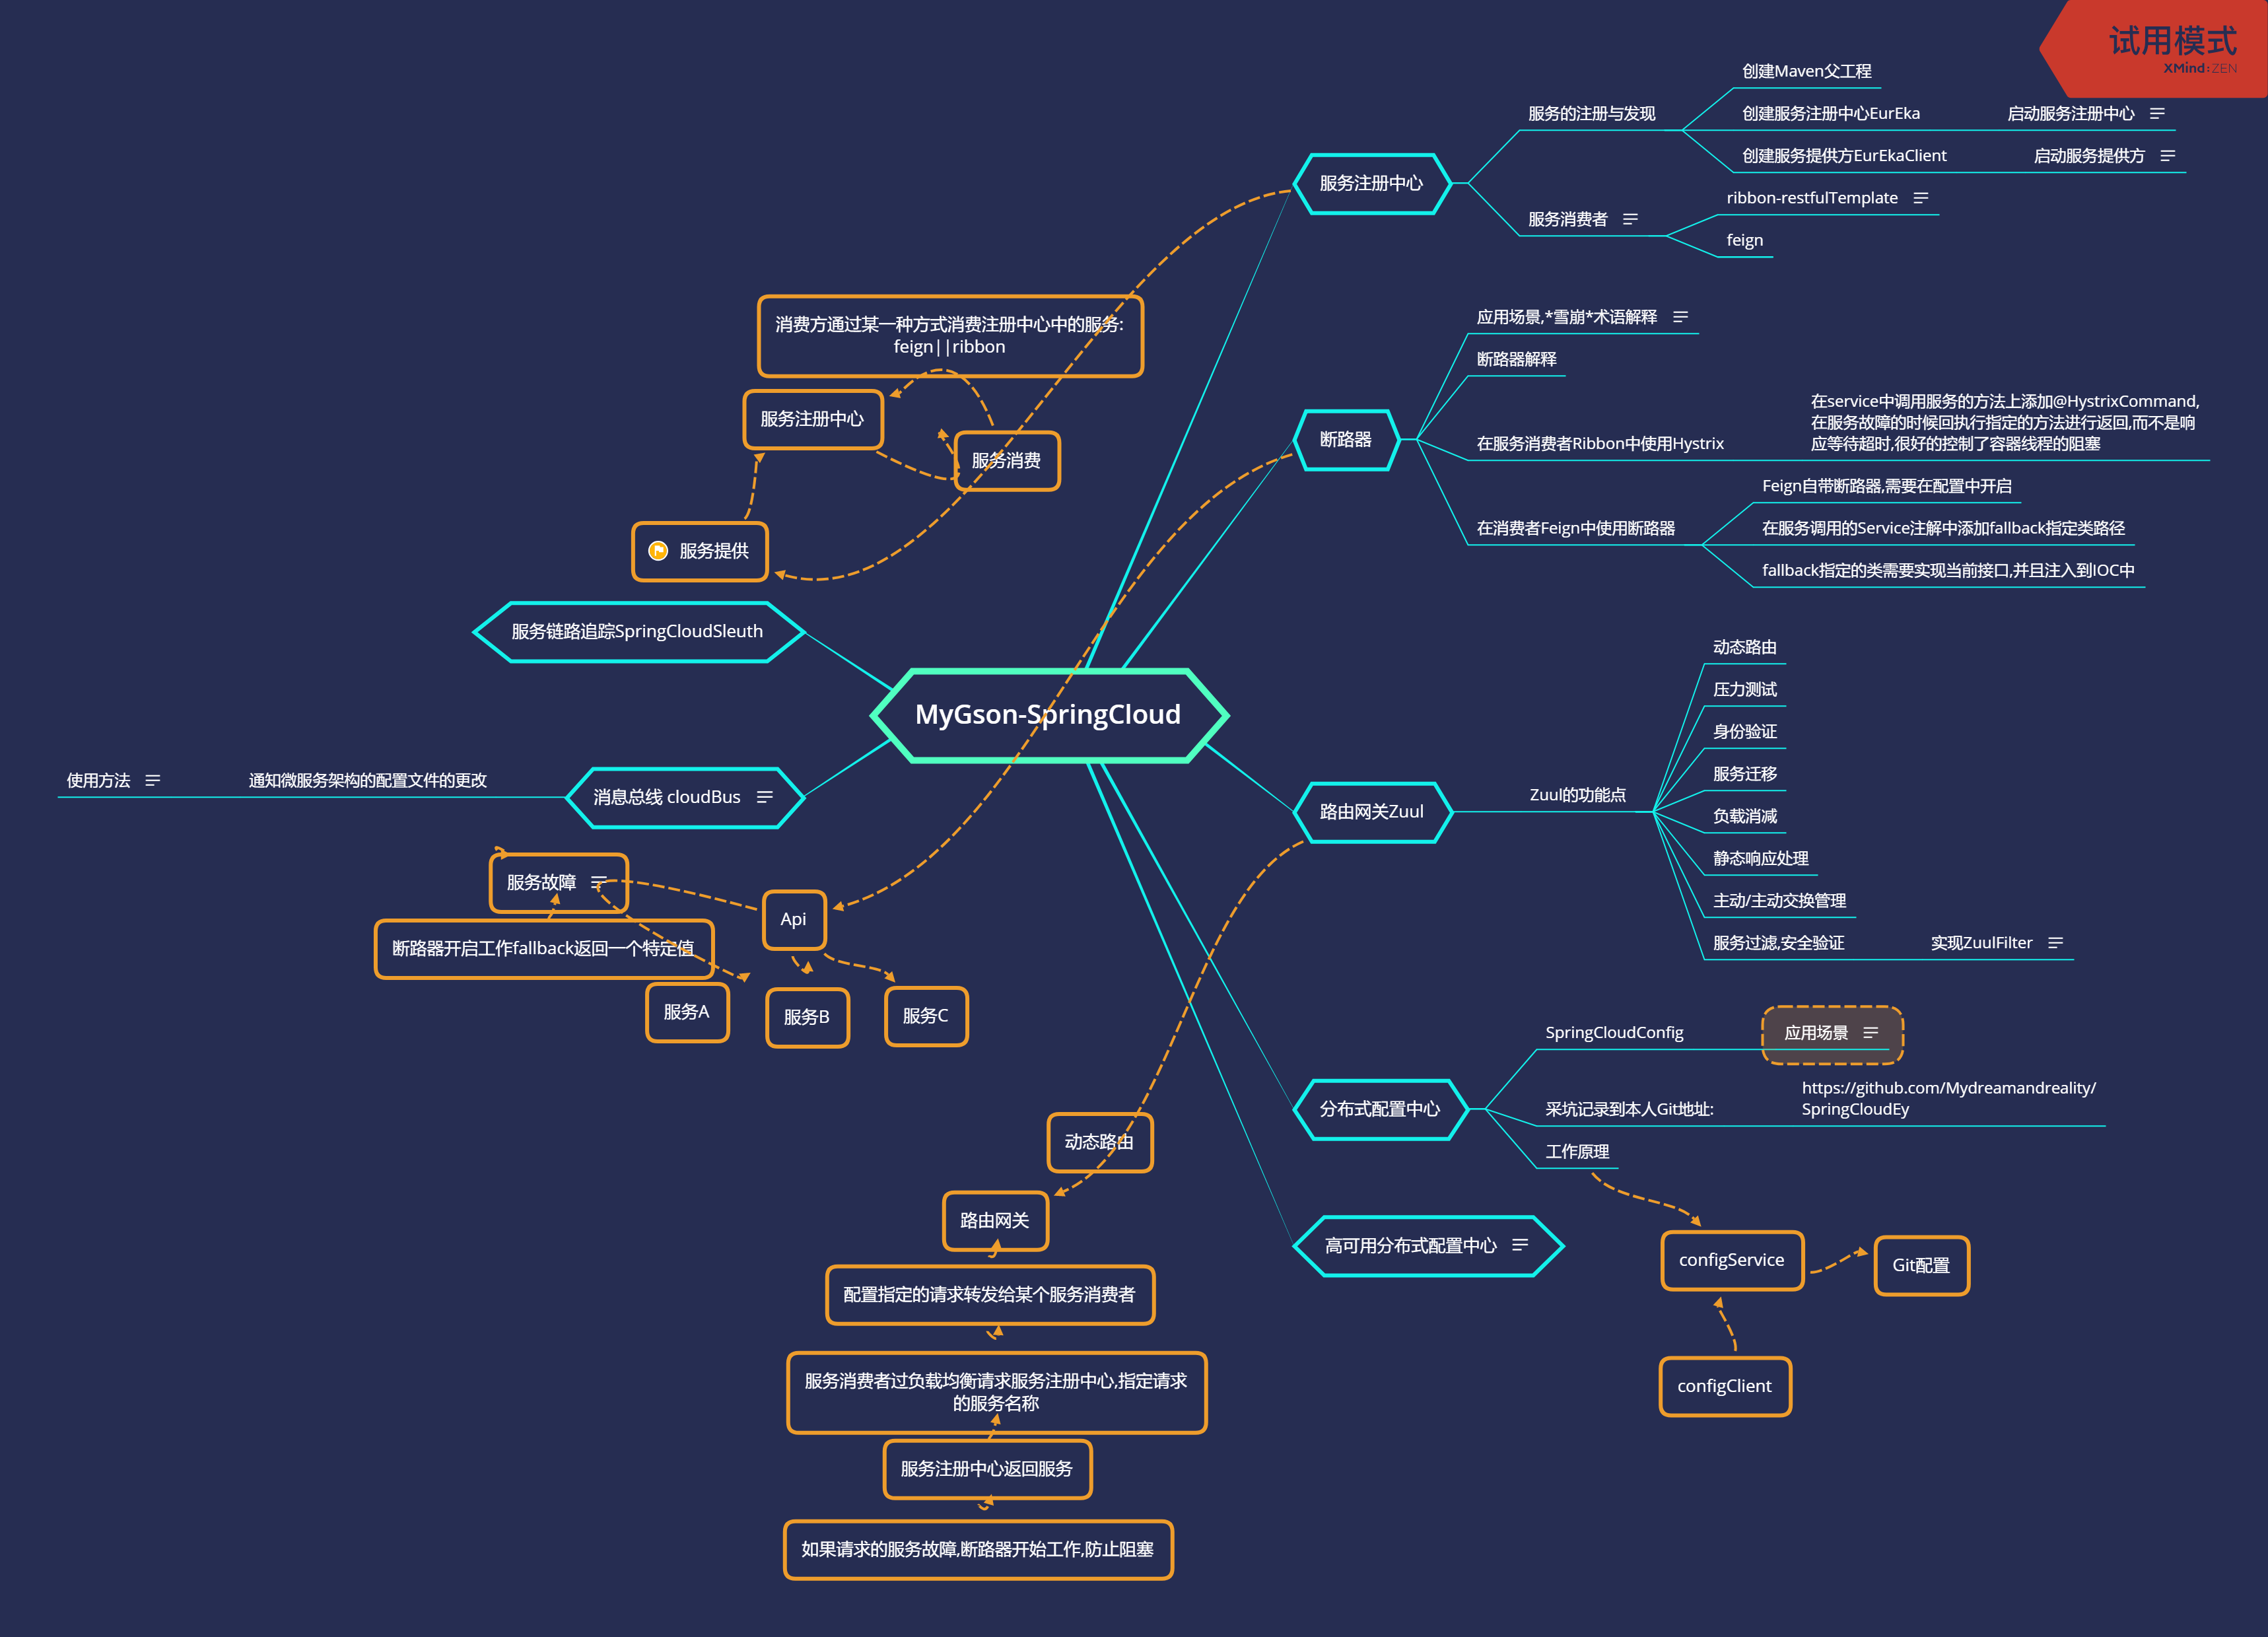 试用模式
XMind:ZEN
MyGson-SpringCloud
服务注册中心
服务的注册与发现
创建Maven父工程
创建服务注册中心EurEka
启动服务注册中心
创建服务提供方EurEkaClient
启动服务提供方
服务消费者
ribbon-restfulTemplate
feign
断路器
应用场景,*雪崩*术语解释
断路器解释
在服务消费者Ribbon中使用Hystrix
在service中调用服务的方法上添加@HystrixCommand,
在服务故障的时候回执行指定的方法进行返回,而不是响
应等待超时,很好的控制了容器线程的阻塞
在消费者Feign中使用断路器
Feign自带断路器,需要在配置中开启
在服务调用的Service注解中添加fallback指定类路径
fallback指定的类需要实现当前接口,并且注入到IOC中
路由网关Zuul
Zuul的功能点
动态路由
压力测试
身份验证
服务迁移
负载消减
静态响应处理
主动/主动交换管理
服务过滤,安全验证
实现ZuulFilter
分布式配置中心
SpringCloudConfig
应用场景
采坑记录到本人Git地址:
https://github.com/Mydreamandreality/
SpringCloudEy
工作原理
高可用分布式配置中心
configService
Git配置
configClient
消费方通过某一种方式消费注册中心中的服务:
feign||ribbon
服务注册中心
服务消费
服务提供
服务链路追踪SpringCloudSleuth
消息总线 cloudBus
通知微服务架构的配置文件的更改
使用方法
服务故障
断路器开启工作fallback返回一个特定值
Api
服务A
服务B
服务C
动态路由
路由网关
配置指定的请求转发给某个服务消费者
服务消费者过负载均衡请求服务注册中心,指定请求
的服务名称
服务注册中心返回服务
如果请求的服务故障,断路器开始工作,防止阻塞